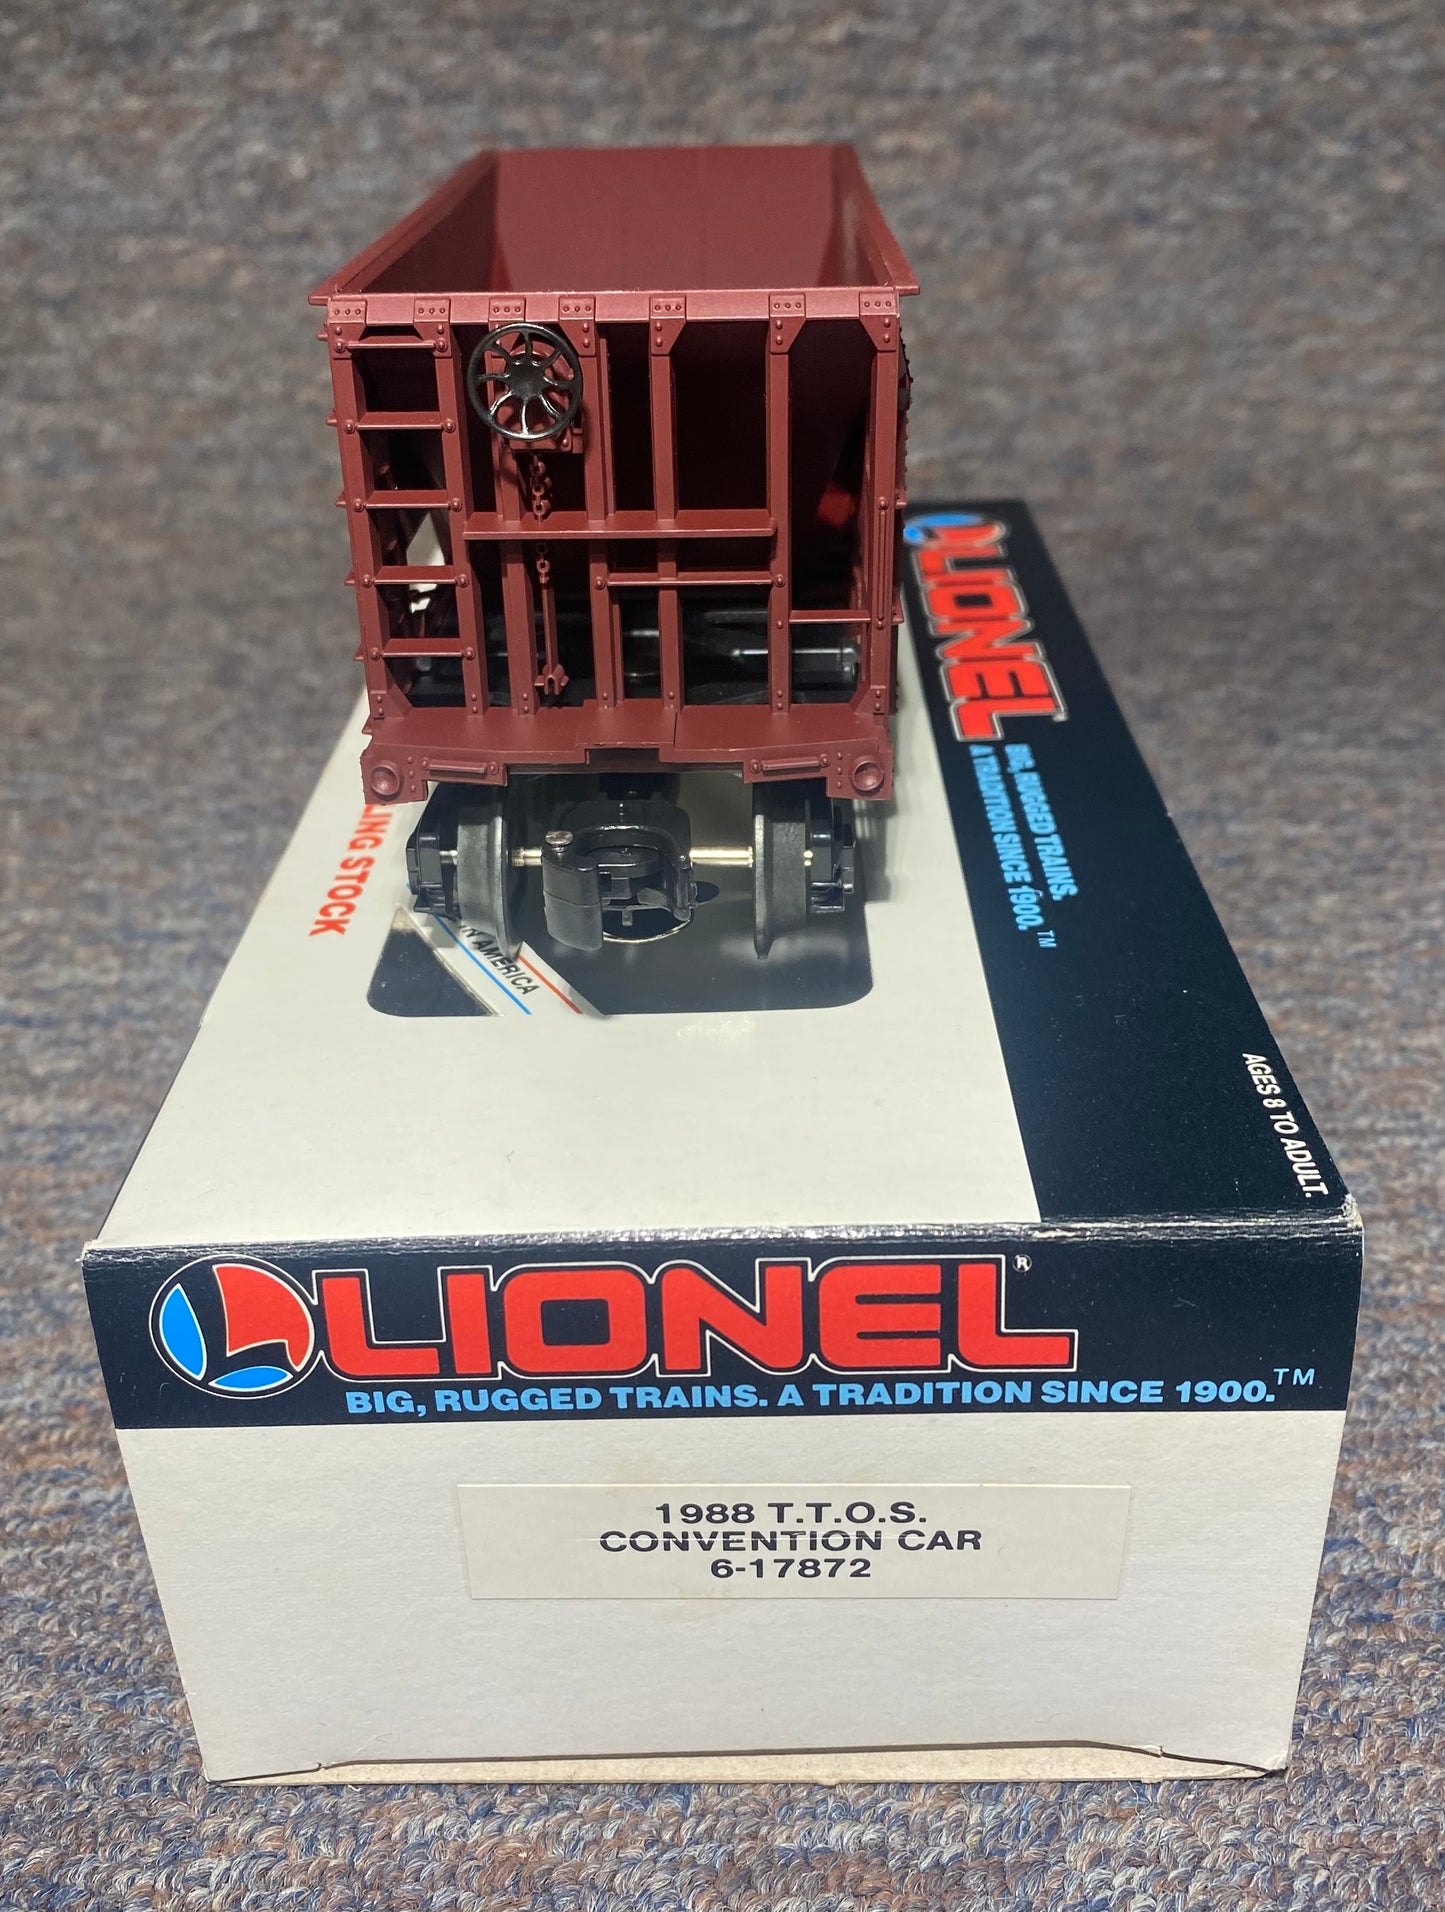 LIONEL
BIG, RUGGED TRAINS.
A TRADITION SINCE 1900.™
LING STOCK
AMERICA
AGES 8 TO ADULT.
LIONEL®
BIG, RUGGED TRAINS. A TRADITION SINCE 1900.™
1988 T.T.O.S.
CONVENTION CAR
6-17872